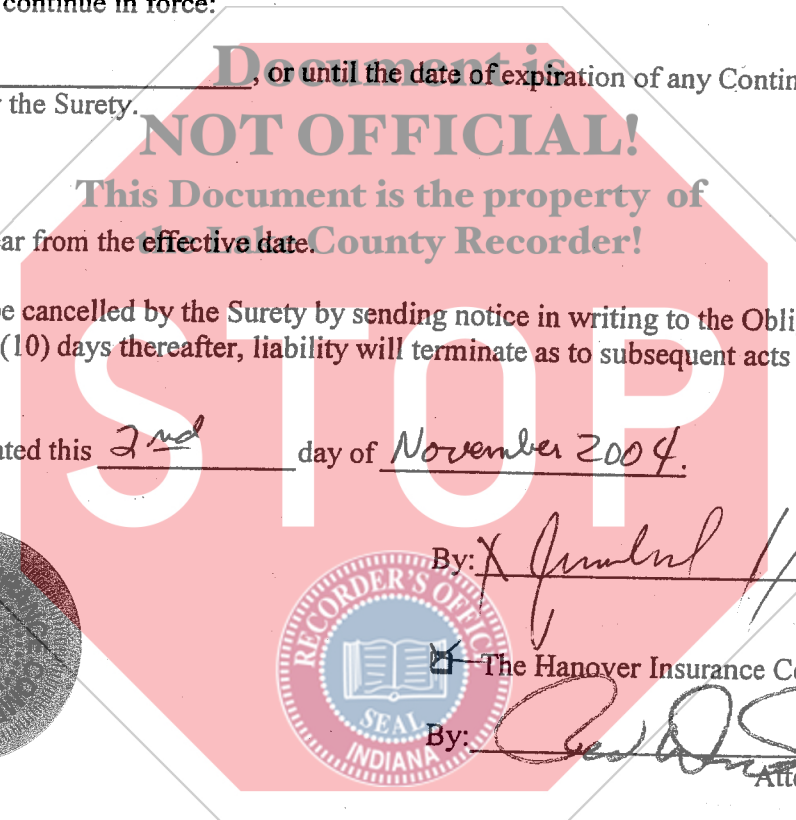 continue in force:
Document is
, or until the date of expiration of any Contin
the Surety.
NOT OFFICIAL!
This Document is the property of
ar from the effective date.
the Lake County Recorder!
e cancelled by the Surety by sending notice in writing to the Obli
(10) days thereafter, liability will terminate as to subsequent acts
STOP
ated this 2nd day of November 2004.
By: X
RECORDER'S OFFICE
The Hanover Insurance Co
SEAL
INDIANA
By:
Atto